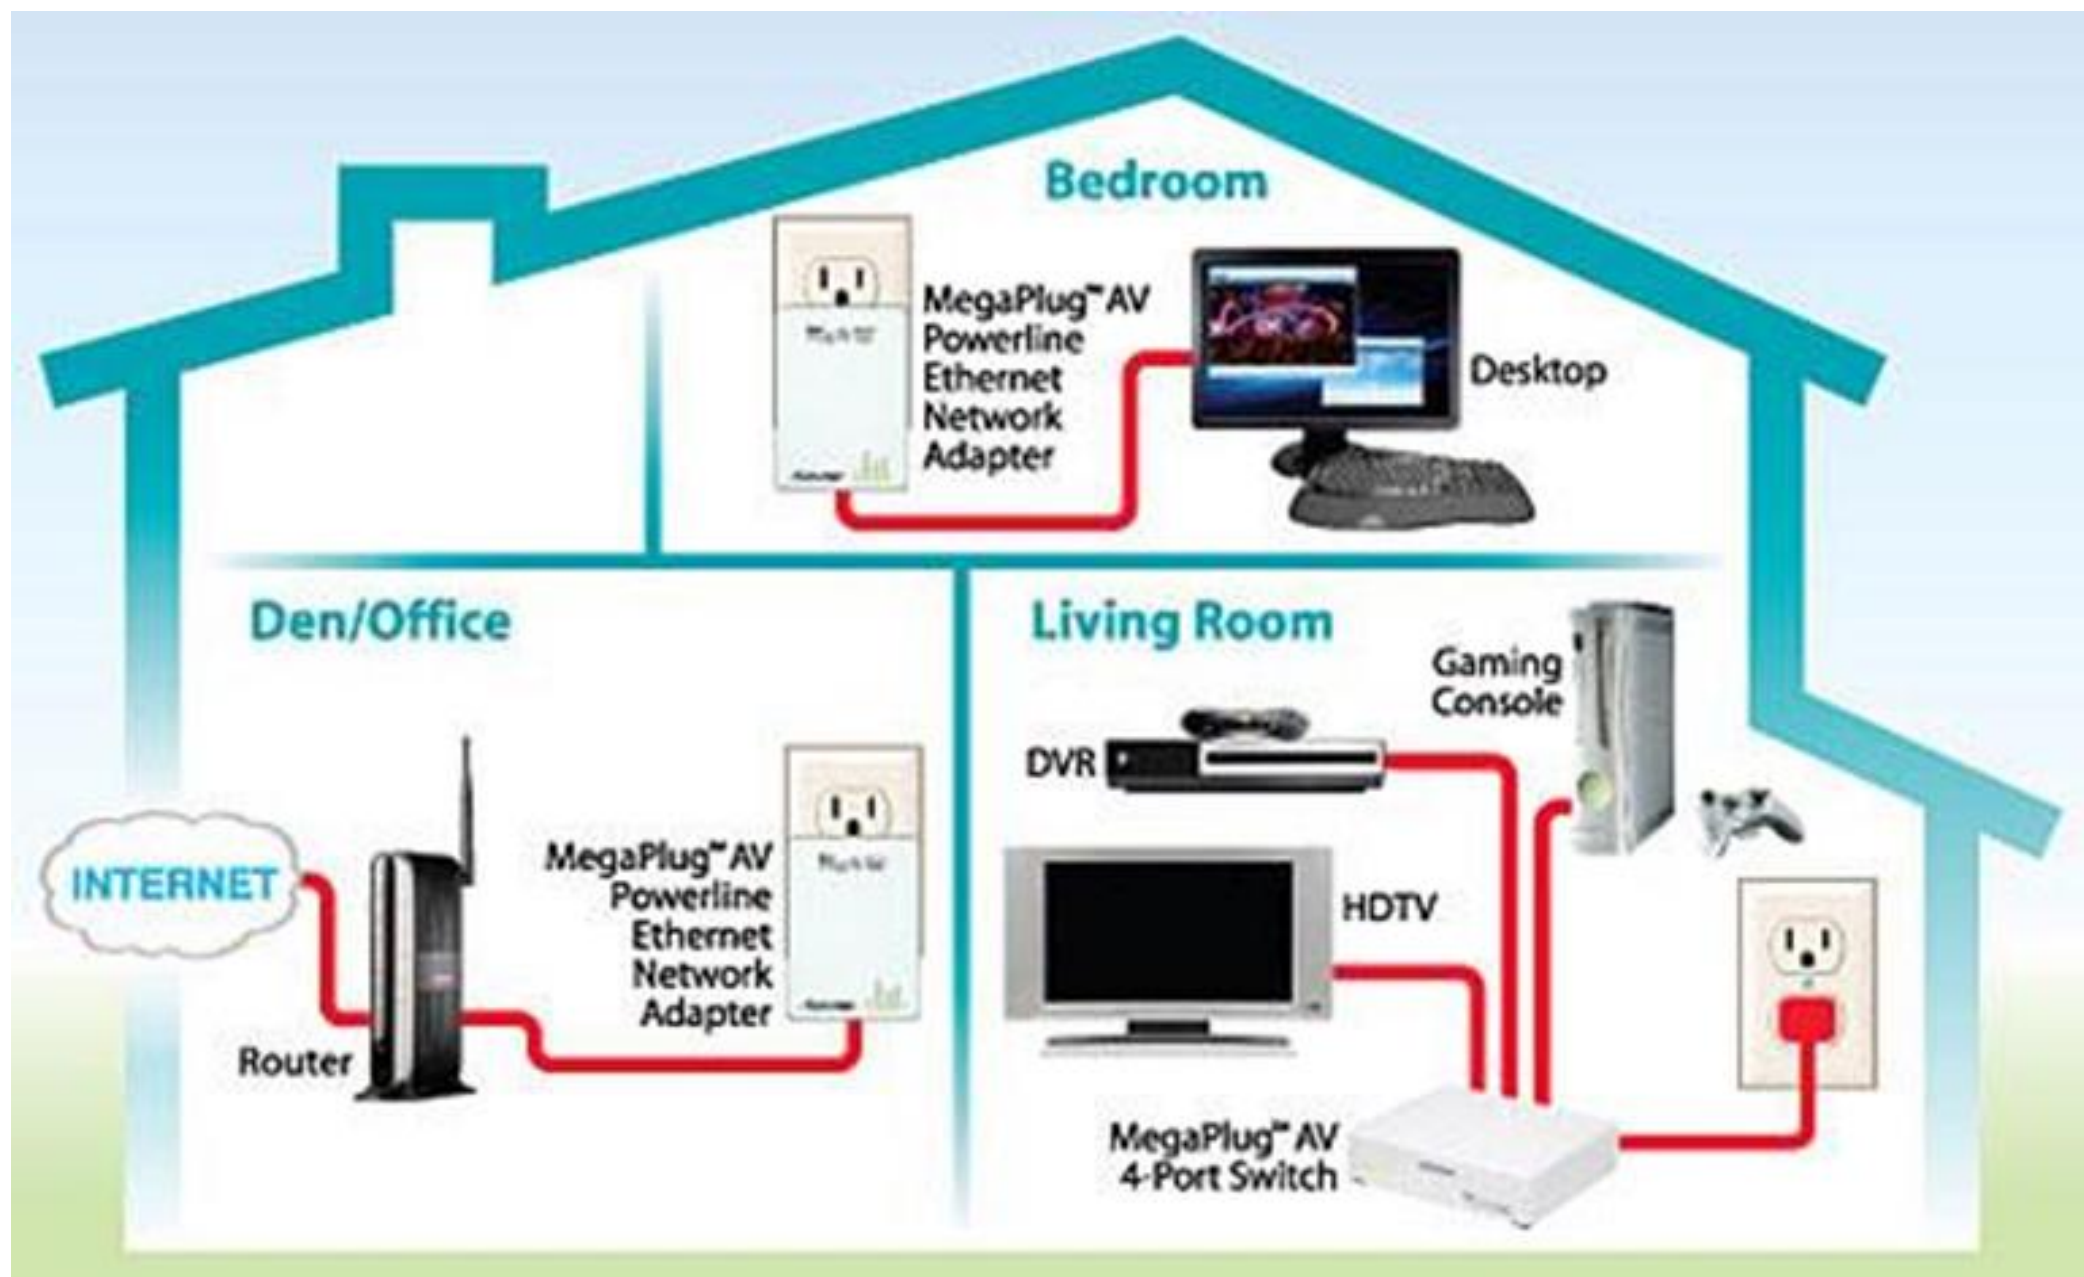 Bedroom
MegaPlug™ AV
Powerline
Ethernet
Network
Adapter
Desktop
Den/Office
INTERNET
Router
MegaPlug™ AV
Powerline
Ethernet
Network
Adapter
Living Room
Gaming
Console
DVR
HDTV
MegaPlug™ AV
4-Port Switch